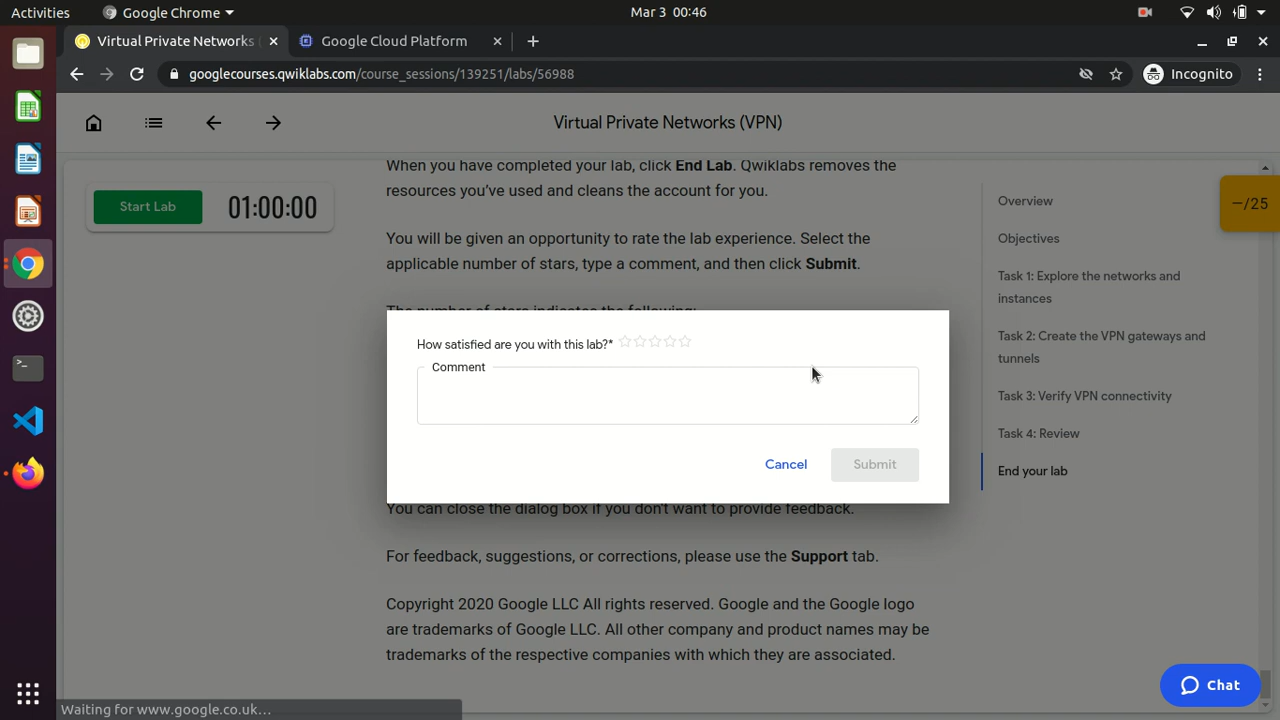 Activities
Google Chrome
Mar 3 00:46
Virtual Private Networks (
Google Cloud Platform
googlecourses.qwiklabs.com/course_sessions/139251/labs/56988
Incognito
Virtual Private Networks (VPN)
Start Lab
01:00:00
When you have completed your lab, click End Lab. Qwiklabs removes the
resources you've used and cleans the account for you.
You will be given an opportunity to rate the lab experience. Select the
applicable number of stars, type a comment, and then click Submit.
The number of stars indicates the following:
How satisfied are you with this lab?*
Comment
Cancel
Submit
You can close the dialog box if you don't want to provide feedback.
For feedback, suggestions, or corrections, please use the Support tab.
Copyright 2020 Google LLC All rights reserved. Google and the Google logo
are trademarks of Google LLC. All other company and product names may be
trademarks of the respective companies with which they are associated.
Overview
Objectives
Task 1: Explore the networks and
instances
Task 2: Create the VPN gateways and
tunnels
Task 3: Verify VPN connectivity
Task 4: Review
End your lab
—/25
Chat
Waiting for www.google.co.uk...